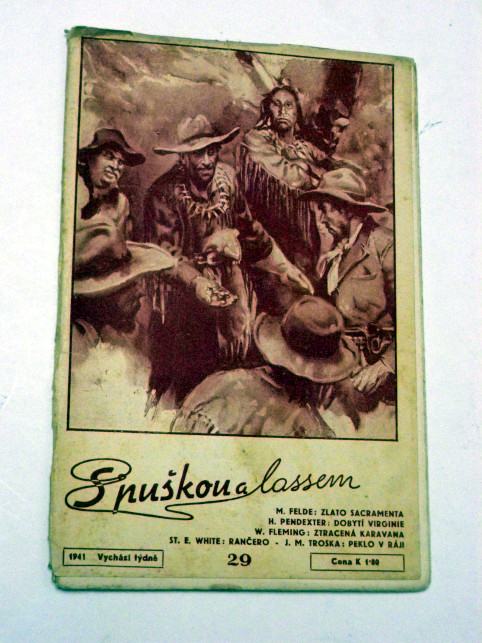 S puškou a lassem
M. FELDE: ZLATO SACRAMENTA
H. PENDEXTER: DOBYTÍ VIRGINIE
W. FLEMING: ZTRACENÁ KARAVANA
ST. E. WHITE: RANČERO - J. M. TROSKA: PEKLO V RÁJI
1941 Vychází týdně
29
Cena K 1·80